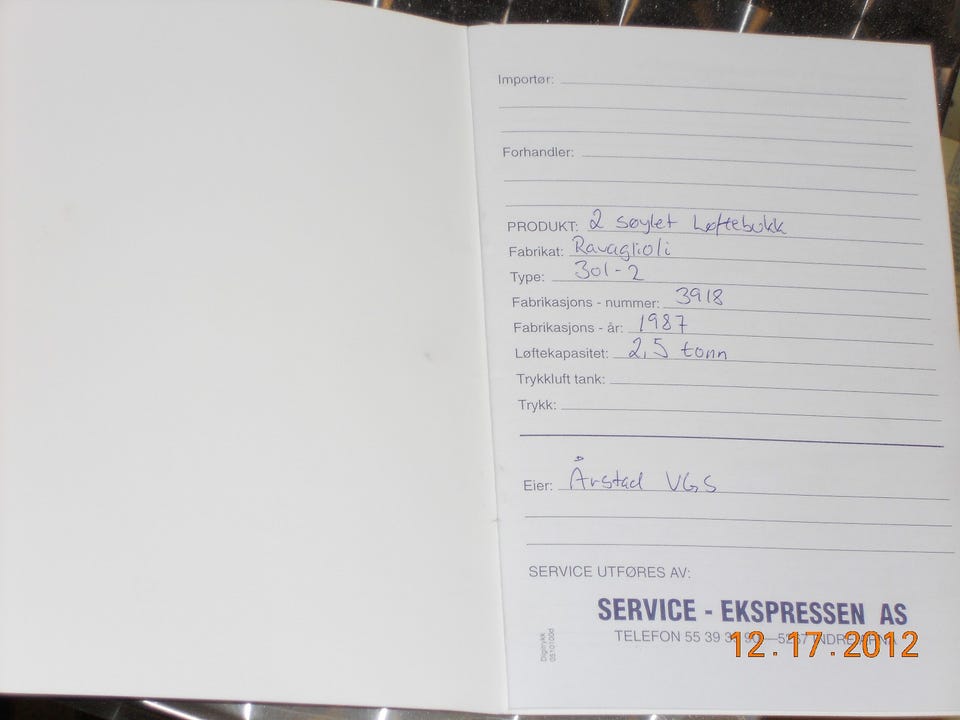 Importør:
Forhandler:
PRODUKT: 2 søylet Løftebukk
Fabrikat: Ravaglioli
Type: 301-2
Fabrikasjons - nummer: 3918
Fabrikasjons - år: 1987
Løftekapasitet: 2,5 tonn
Trykkluft tank:
Trykk:
Eier: Årstad VGS
SERVICE UTFØRES AV:
SERVICE - EKSPRESSEN AS
TELEFON 55 39
12.17.2012